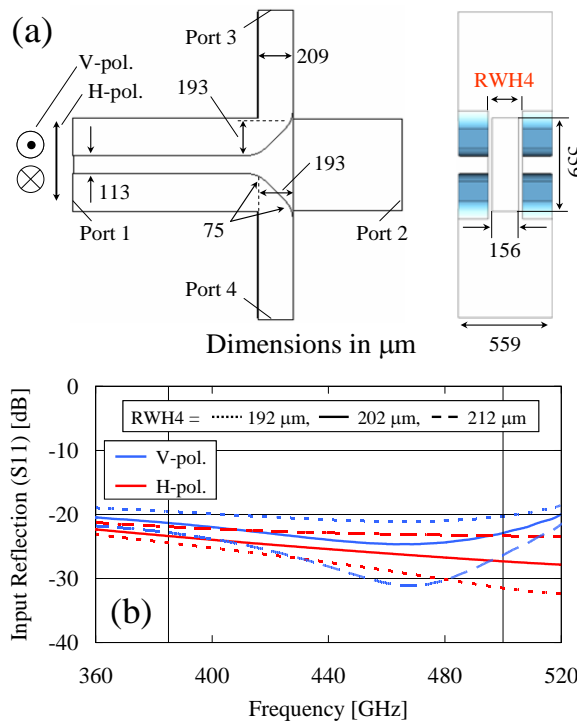 (a)
Port 3
V-pol.
209
H-pol.
193
RWH4
193
113
559
Port 1
75
Port 2
156
Port 4
559
Dimensions in μm
0
RWH4 = 192 μm, 202 μm, 212 μm
-10
V-pol.
H-pol.
-20
-30
(b)
-40
360 400 440 480 520
Input Reflection (S11) [dB]
Frequency [GHz]